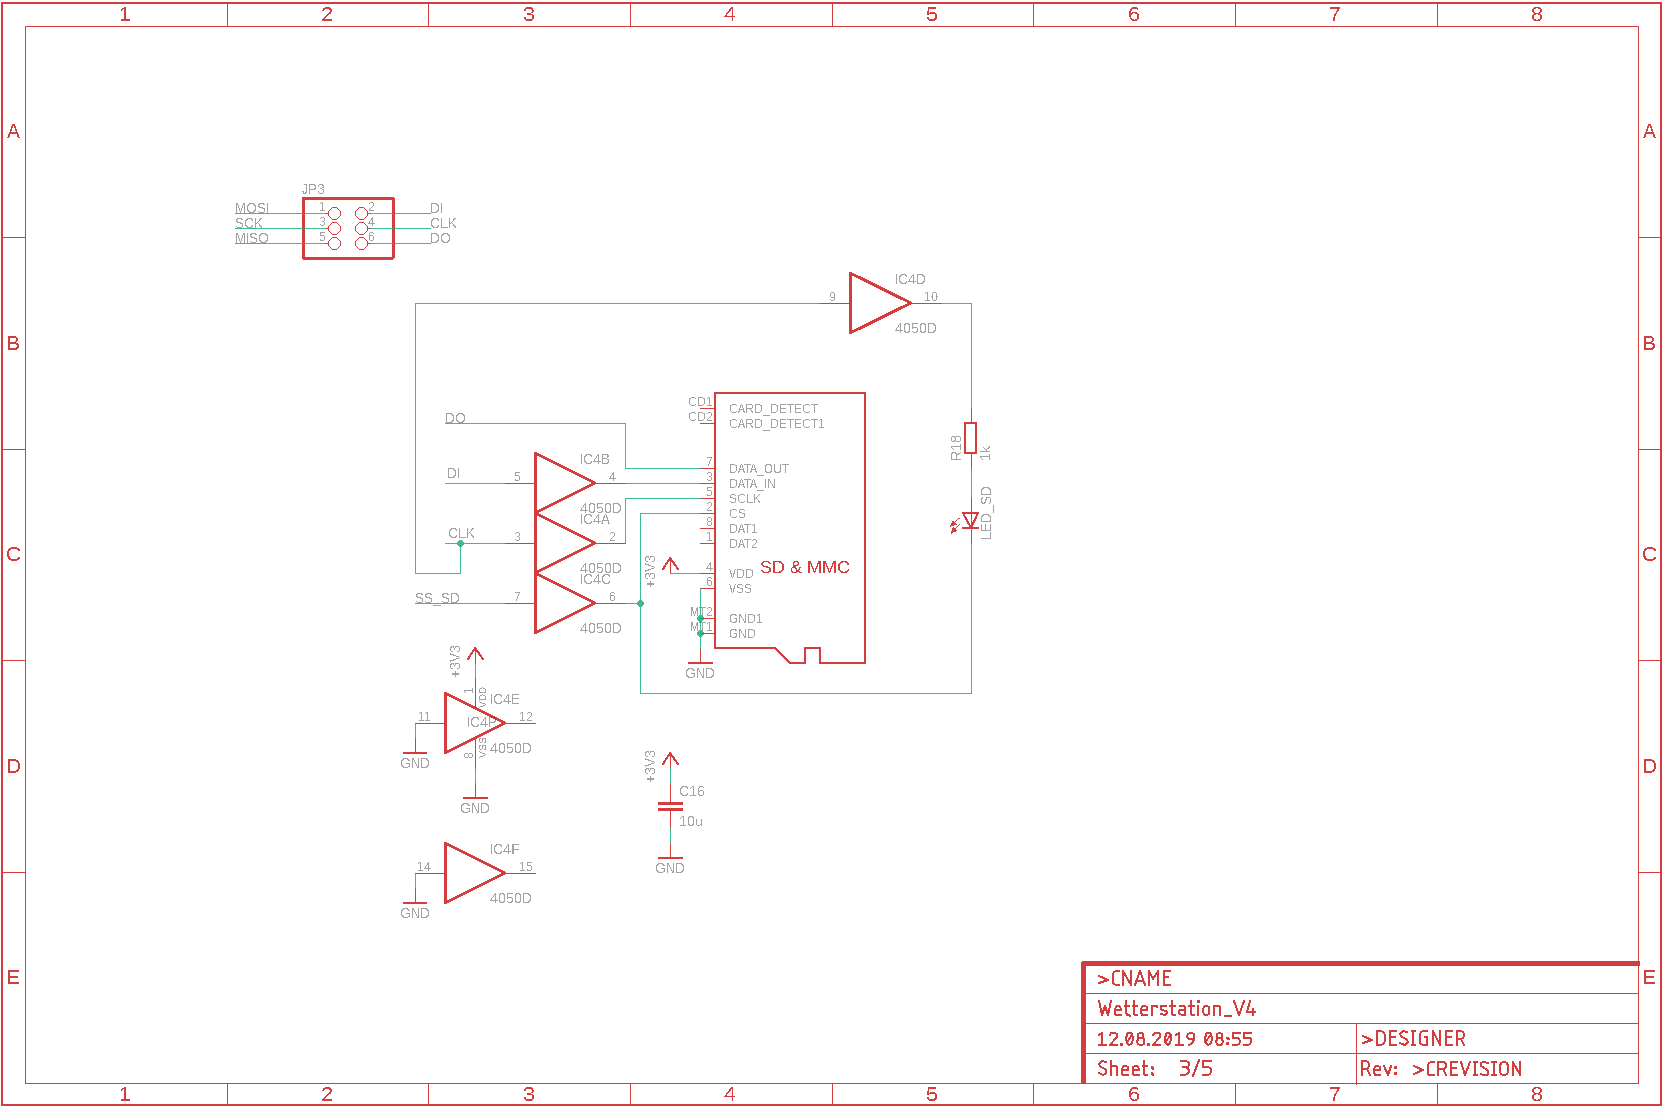 1 2 3 4 5 6 7 8
A A
JP3
MOSI 1 2 DI
SCK 3 4 CLK
MISO 5 6 DO
IC4D
9 10
4050D
B B
CD1 CARD_DETECT
CD2 CARD_DETECT1
DO
R18 1k
IC4B
DI 5 4
4050D
7 DATA_OUT
3 DATA_IN
5 SCLK
2 CS
8 DAT1
1 DAT2
LED_SD
IC4A
CLK 3 2
4050D
C C
+3V3
4 VDD
SD & MMC
6 VSS
IC4C
SS_SD 7 6
4050D
MT2 GND1
MT1 GND
GND
+3V3
1 VDD
IC4E
11 IC4P 12
8 VSS
4050D
GND
GND
D D
+3V3
C16
10u
GND
IC4F
14 15
4050D
GND
E E
>CNAME
Wetterstation_V4
12.08.2019 08:55 >DESIGNER
Sheet: 3/5 Rev: >CREVISION
1 2 3 4 5 6 7 8